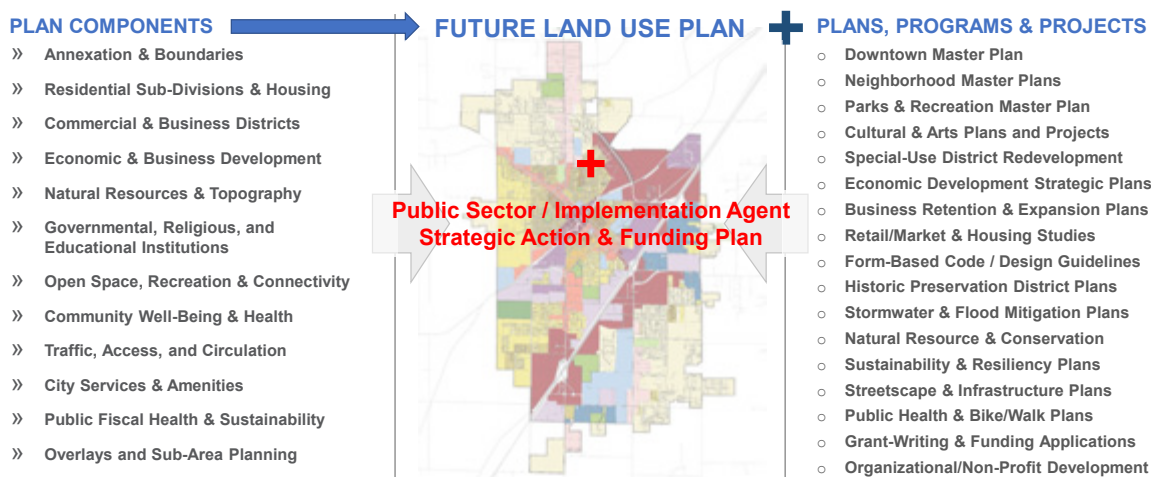 PLAN COMPONENTS
» Annexation & Boundaries
» Residential Sub-Divisions & Housing
» Commercial & Business Districts
» Economic & Business Development
» Natural Resources & Topography
» Governmental, Religious, and
Educational Institutions
» Open Space, Recreation & Connectivity
» Community Well-Being & Health
» Traffic, Access, and Circulation
» City Services & Amenities
» Public Fiscal Health & Sustainability
» Overlays and Sub-Area Planning
FUTURE LAND USE PLAN
+
Public Sector / Implementation Agent
Strategic Action & Funding Plan
+
PLANS, PROGRAMS & PROJECTS
o Downtown Master Plan
o Neighborhood Master Plans
o Parks & Recreation Master Plan
o Cultural & Arts Plans and Projects
o Special-Use District Redevelopment
o Economic Development Strategic Plans
o Business Retention & Expansion Plans
o Retail/Market & Housing Studies
o Form-Based Code / Design Guidelines
o Historic Preservation District Plans
o Stormwater & Flood Mitigation Plans
o Natural Resource & Conservation
o Sustainability & Resiliency Plans
o Streetscape & Infrastructure Plans
o Public Health & Bike/Walk Plans
o Grant-Writing & Funding Applications
o Organizational/Non-Profit Development